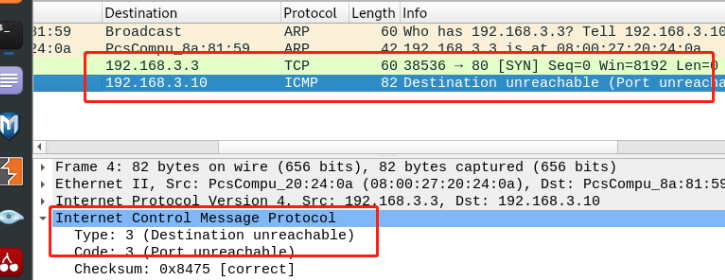 Destination Protocol Length Info
81:59 Broadcast ARP 60 Who has 192.168.3.3? Tell 192.168.3.10
24:0a PcsCompu_8a:81:59 ARP 42 192.168.3.3 is at 08:00:27:20:24:0a
192.168.3.3 TCP 60 38536 → 80 [SYN] Seq=0 Win=8192 Len=0
192.168.3.10 ICMP 82 Destination unreachable (Port unreacha
Frame 4: 82 bytes on wire (656 bits), 82 bytes captured (656 bits)
Ethernet II, Src: PcsCompu_20:24:0a (08:00:27:20:24:0a), Dst: PcsCompu_8a:81:59
Internet Protocol Version 4, Src: 192.168.3.3, Dst: 192.168.3.10
Internet Control Message Protocol
Type: 3 (Destination unreachable)
Code: 3 (Port unreachable)
Checksum: 0x8475 [correct]